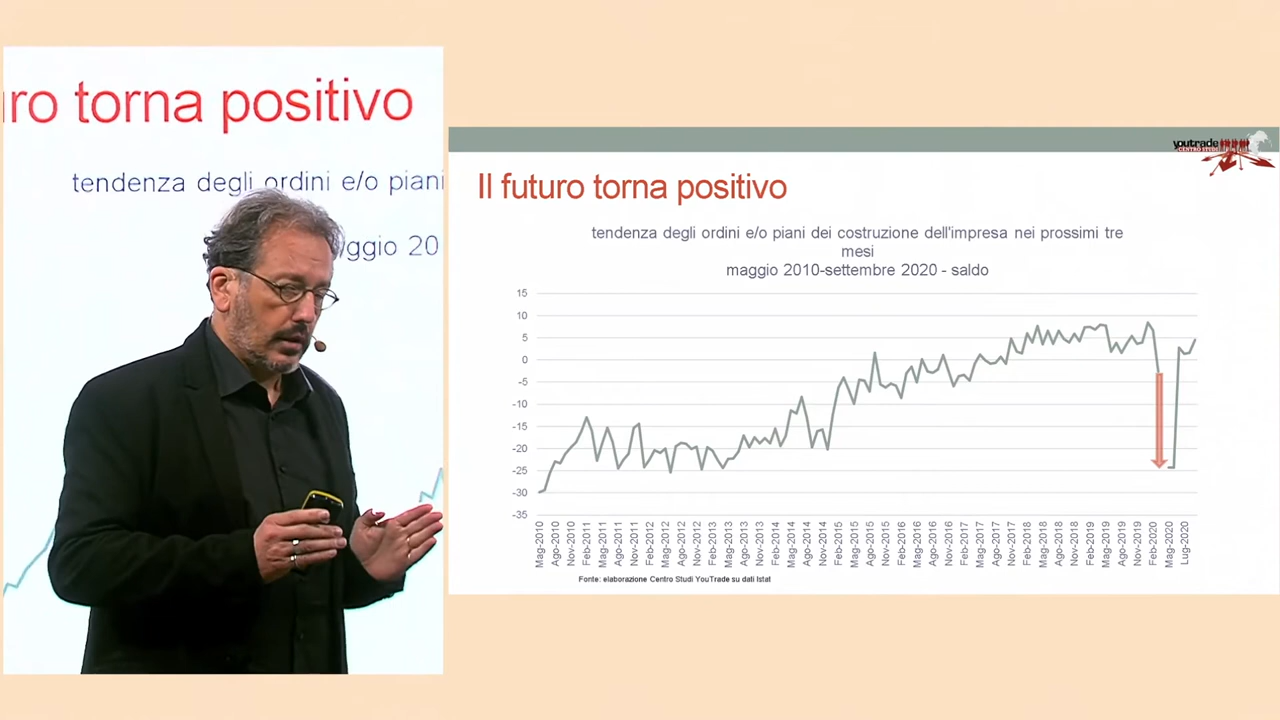 uro torna positivo
tendenza degli ordini e/o piani
ggio 20
youtrade
CENTRO STUDI
Il futuro torna positivo
tendenza degli ordini e/o piani dei costruzione dell'impresa nei prossimi tre
mesi
maggio 2010-settembre 2020 - saldo
15
10
5
0
-5
-10
-15
-20
-25
-30
-35
Mag-2010 Ago-2010 Nov-2010 Feb-2011 Mag-2011 Ago-2011 Nov-2011 Feb-2012 Mag-2012 Ago-2012 Nov-2012 Feb-2013 Mag-2013 Ago-2013 Nov-2013 Feb-2014 Mag-2014 Ago-2014 Nov-2014 Feb-2015 Mag-2015 Ago-2015 Nov-2015 Feb-2016 Mag-2016 Ago-2016 Nov-2016 Feb-2017 Mag-2017 Ago-2017 Nov-2017 Feb-2018 Mag-2018 Ago-2018 Nov-2018 Feb-2019 Mag-2019 Ago-2019 Nov-2019 Feb-2020 Mag-2020 Lug-2020
Fonte: elaborazione Centro Studi YouTrade su dati Istat